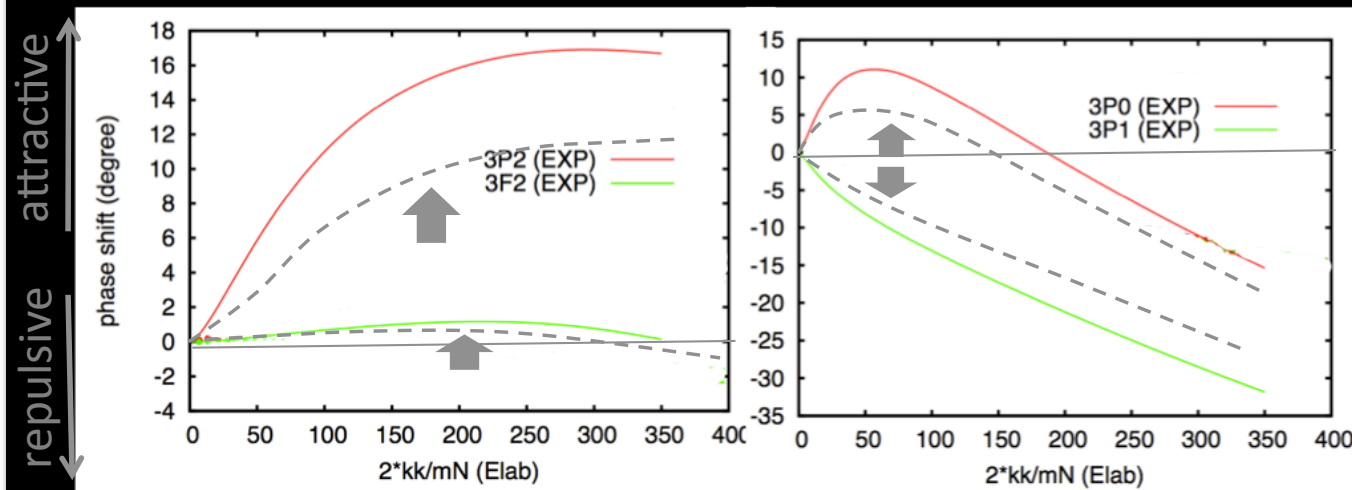 attractive
repulsive
phase shift (degree)
18
16
14
12
10
8
6
4
2
0
-2
-4
3P2 (EXP)
3F2 (EXP)
0 50 100 150 200 250 300 350 400
2*kk/mN (Elab)
15
10
5
0
-5
-10
-15
-20
-25
-30
-35
3P0 (EXP)
3P1 (EXP)
0 50 100 150 200 250 300 350 400
2*kk/mN (Elab)